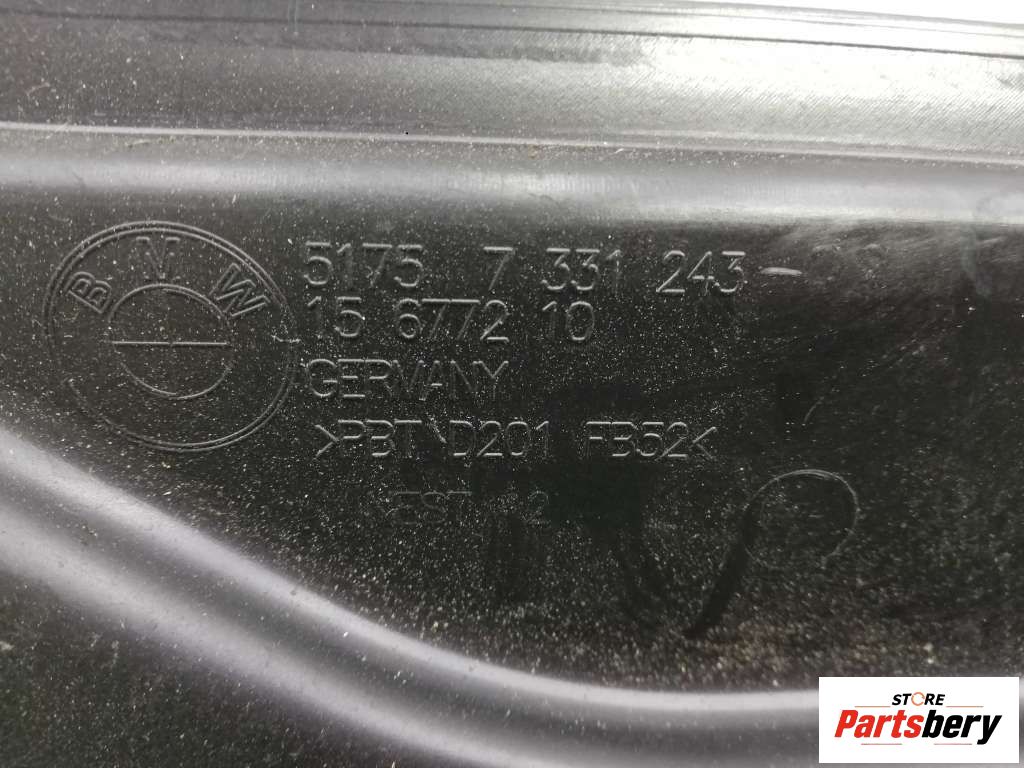 BMW
5175 7 331 243
15 6772 10
GERMANY
>PBT\D201 FB52<
STORE
Partsbery